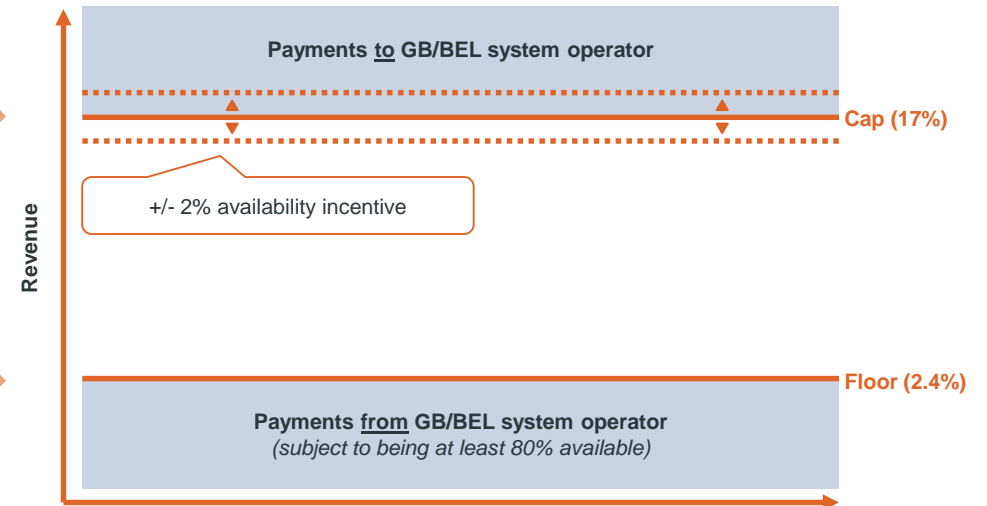 Payments to GB/BEL system operator
Cap (17%)
+/- 2% availability incentive
Revenue
Floor (2.4%)
Payments from GB/BEL system operator
(subject to being at least 80% available)